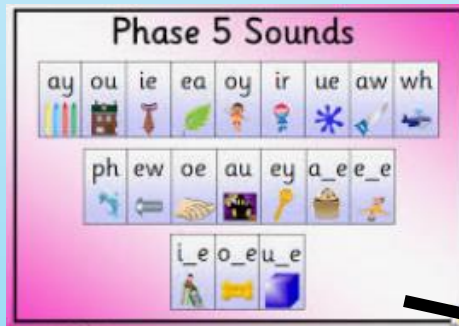 Phase 5 Sounds
ay ou ie ea oy ir ue aw wh
ph ew oe au ey a_e e_e
i_e o_e u_e